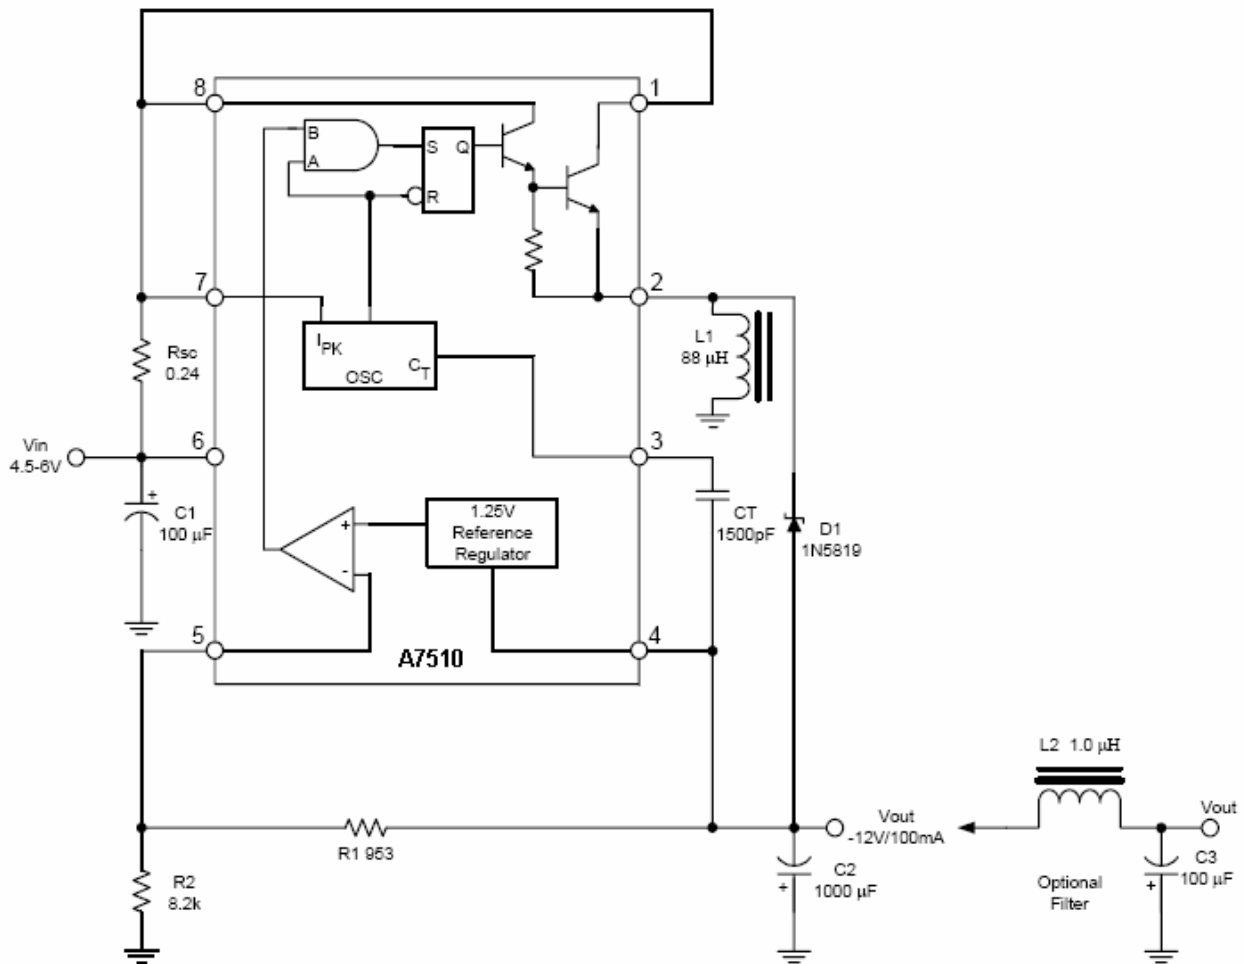 8
1
B
A
S Q
R
7
2
I PK
OSC
C T
L1
88 μH
Rsc
0.24
Vin
4.5-6V
6
3
C1
100 μF
+
1.25V
Reference
Regulator
+
-
CT
1500pF
D1
1N5819
5
4
A7510
L2 1.0 μH
Vout
-12V/100mA
Vout
R1 953
R2
8.2k
C2
1000 μF
+
Optional
Filter
C3
100 μF
+